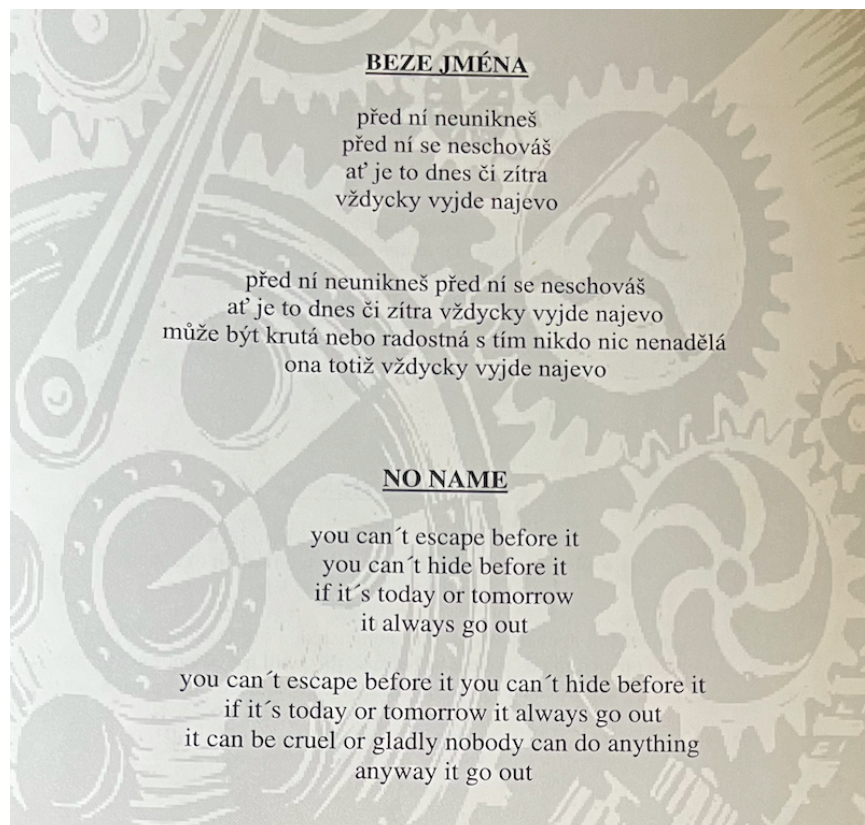 BEZE JMÉNA
před ní neunikneš
před ní se neschováš
ať je to dnes či zítra
vždycky vyjde najevo
před ní neunikneš před ní se neschováš
ať je to dnes či zítra vždycky vyjde najevo
může být krutá nebo radostná s tím nikdo nic nenadělá
ona totiž vždycky vyjde najevo
NO NAME
you can´t escape before it
you can´t hide before it
if it´s today or tomorrow
it always go out
you can´t escape before it you can´t hide before it
if it´s today or tomorrow it always go out
it can be cruel or gladly nobody can do anything
anyway it go out